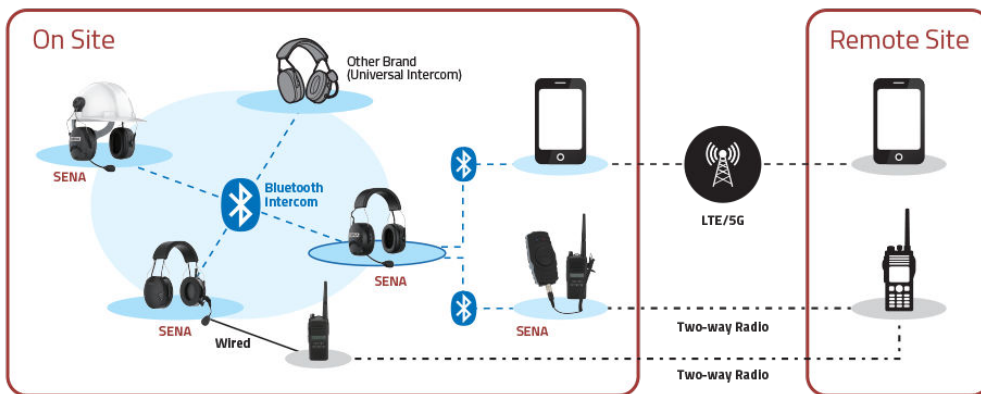 On Site
Remote Site
Other Brand
(Universal Intercom)
SENA
Bluetooth
Intercom
LTE/5G
SENA
SENA
SENA
Wired
Two-way Radio
Two-way Radio